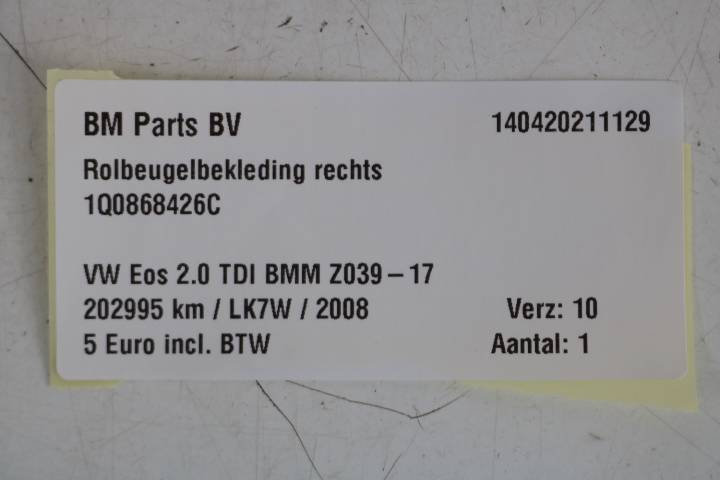 BM Parts BV 140420211129
Rolbeugelbekleding rechts
1Q0868426C
VW Eos 2.0 TDI BMM Z039-17
202995 km / LK7W / 2008 Verz: 10
5 Euro incl. BTW Aantal: 1